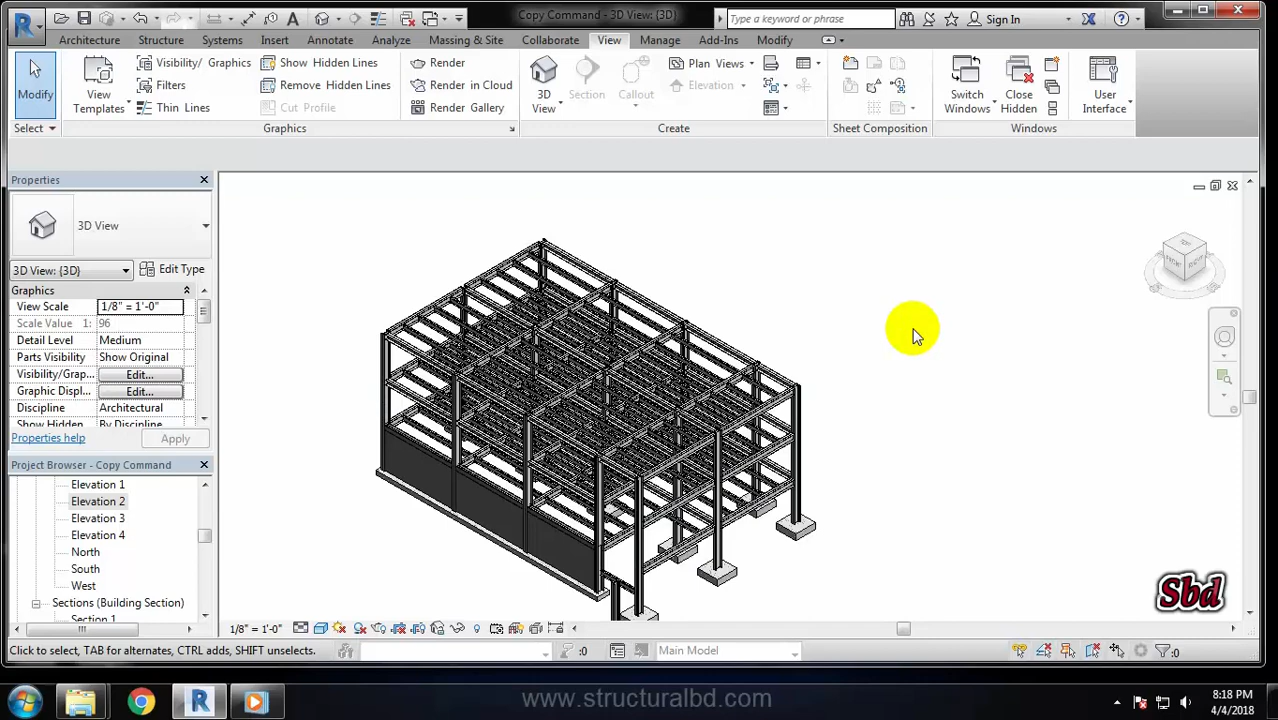 Copy Command - 3D View: {3D}
Type a keyword or phrase
Sign In
Architecture Structure Systems Insert Annotate Analyze Massing & Site Collaborate View Manage Add-Ins Modify
Modify
View Templates
Visibility/ Graphics
Filters
Thin Lines
Show Hidden Lines
Remove Hidden Lines
Cut Profile
Render
Render in Cloud
Render Gallery
3D View
Section
Callout
Plan Views
Elevation
Switch Windows
Close Hidden
User Interface
Select Graphics Create Sheet Composition Windows
Properties
3D View
3D View: {3D} Edit Type
Graphics
View Scale 1/8" = 1'-0"
Scale Value 1: 96
Detail Level Medium
Parts Visibility Show Original
Visibility/Grap... Edit...
Graphic Displ... Edit...
Discipline Architectural
Show Hidden By Discipline
Properties help Apply
Project Browser - Copy Command
Elevation 1
Elevation 2
Elevation 3
Elevation 4
North
South
West
Sections (Building Section)
Section 1
Sbd
1/8" = 1'-0"
Click to select, TAB for alternates, CTRL adds, SHIFT unselects.
:0
Main Model
:0
www.structuralbd.com
8:18 PM
4/4/2018